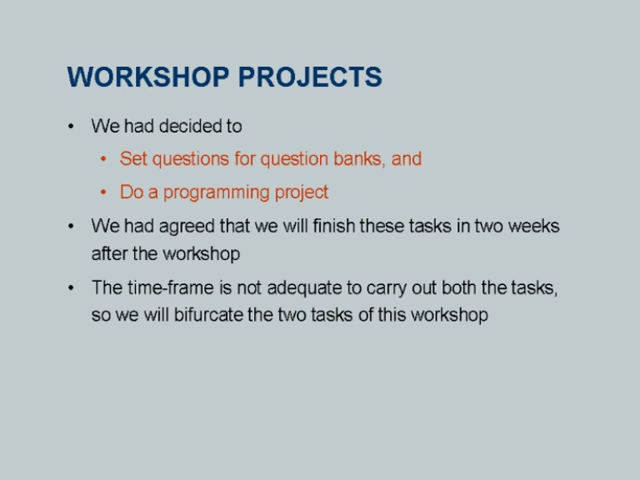 WORKSHOP PROJECTS
• We had decided to
• Set questions for question banks, and
• Do a programming project
• We had agreed that we will finish these tasks in two weeks
after the workshop
• The time-frame is not adequate to carry out both the tasks,
so we will bifurcate the two tasks of this workshop